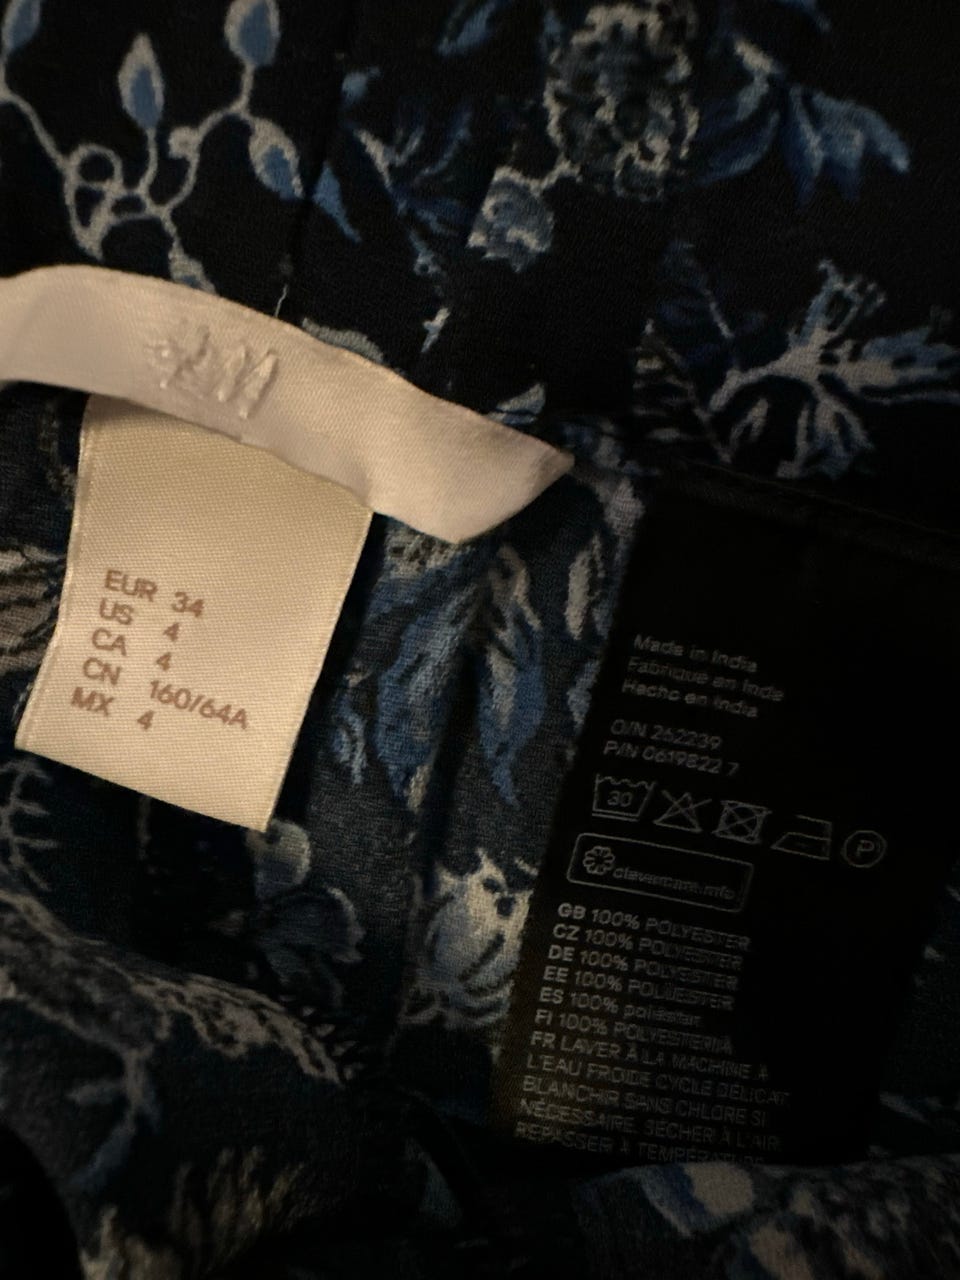 H&M
EUR 34
US 4
CA 4
CN 160/64A
MX 4
Made in India
Fabriqué en Inde
Hecho en India
O/N 262239
P/N 0619822 7
30
P
clevercare.info
GB 100% POLYESTER
CZ 100% POLYESTER
DE 100% POLYESTER
EE 100% POLÜESTER
ES 100% poliéster
FI 100% POLYESTERIÄ
FR LAVER À LA MACHINE À
L'EAU FROIDE CYCLE DÉLICAT
BLANCHIR SANS CHLORE SI
NÉCESSAIRE SÉCHER À L'AIR
REPASSER À TEMPÉRATURE